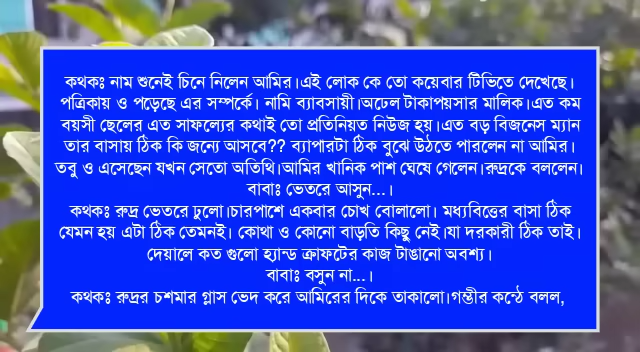 কথকঃ নাম শুনেই চিনে নিলেন আমির।এই লোক কে তো কয়েবার টিভিতে দেখেছে।
পত্রিকায় ও পড়েছে এর সম্পর্কে। নামি ব্যাবসায়ী।অঢেল টাকাপয়সার মালিক।এত কম
বয়সী ছেলের এত সাফল্যের কথাই তো প্রতিনিয়ত নিউজ হয়।এত বড় বিজনেস ম্যান
তার বাসায় ঠিক কি জন্যে আসবে?? ব্যাপারটা ঠিক বুঝে উঠতে পারলেন না আমির।
তবু ও এসেছেন যখন সেতো অতিথি।আমির খানিক পাশ ঘেষে গেলেন।রুদ্রকে বললেন।
বাবাঃ ভেতরে আসুন...।
কথকঃ রুদ্র ভেতরে ঢুলো।চারপাশে একবার চোখ বোলালো। মধ্যবিত্তের বাসা ঠিক
যেমন হয় এটা ঠিক তেমনই। কোথা ও কোনো বাড়তি কিছু নেই।যা দরকারী ঠিক তাই।
দেয়ালে কত গুলো হ্যান্ড ক্রাফটের কাজ টাঙানো অবশ্য।
বাবাঃ বসুন না...।
কথকঃ রুদ্রর চশমার গ্লাস ভেদ করে আমিরের দিকে তাকালো।গম্ভীর কন্ঠে বলল,